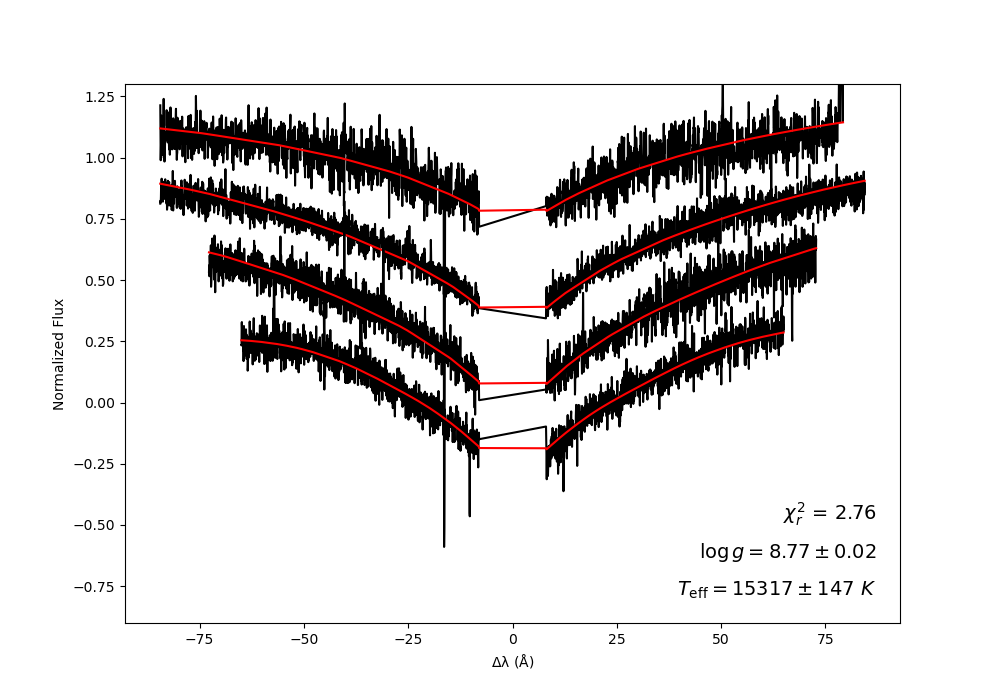 1.25
1.00
0.75
0.50
0.25
0.00
−0.25
−0.50
−0.75
Normalized Flux
χ²ᵣ = 2.76
log g = 8.77 ± 0.02
T_eff = 15317 ± 147 K
−75 −50 −25 0 25 50 75
Δλ (Å)